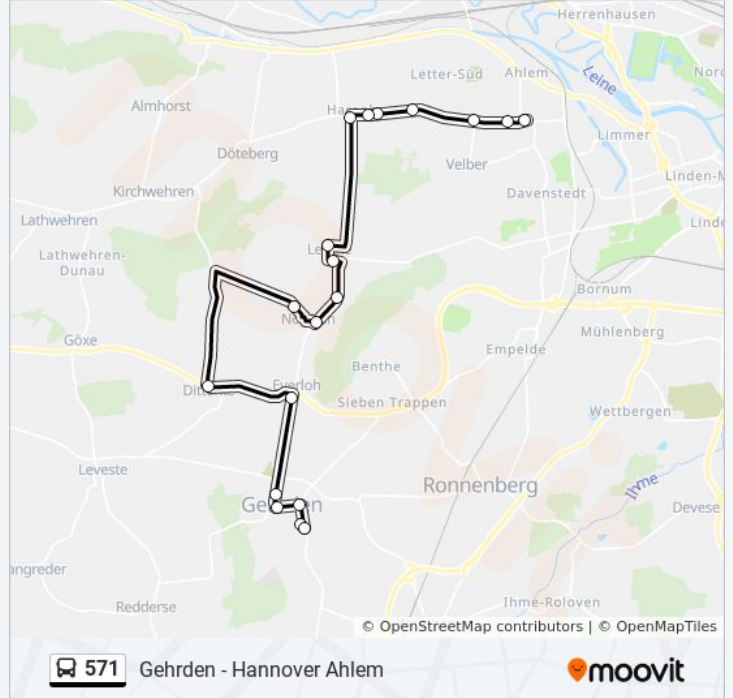 Herrenhausen
Letter-Süd
Ahlem
Leine
Nord
Almhorst
Har
Limmer
Döteberg
Velber
Linden-M
Kirchwehren
Davenstedt
Lathwehren
Linde
Le
Lathwehren-
Dunau
Bornum
Göxe
Mühlenberg
Empelde
Benthe
Everloh
Sieben Trappen
Wettbergen
Leveste
Ronnenberg
Ihme
Devese
angreder
Redderse
Ihme-Roloven
© OpenStreetMap contributors | © OpenMapTiles
571
Gehrden - Hannover Ahlem
moovit